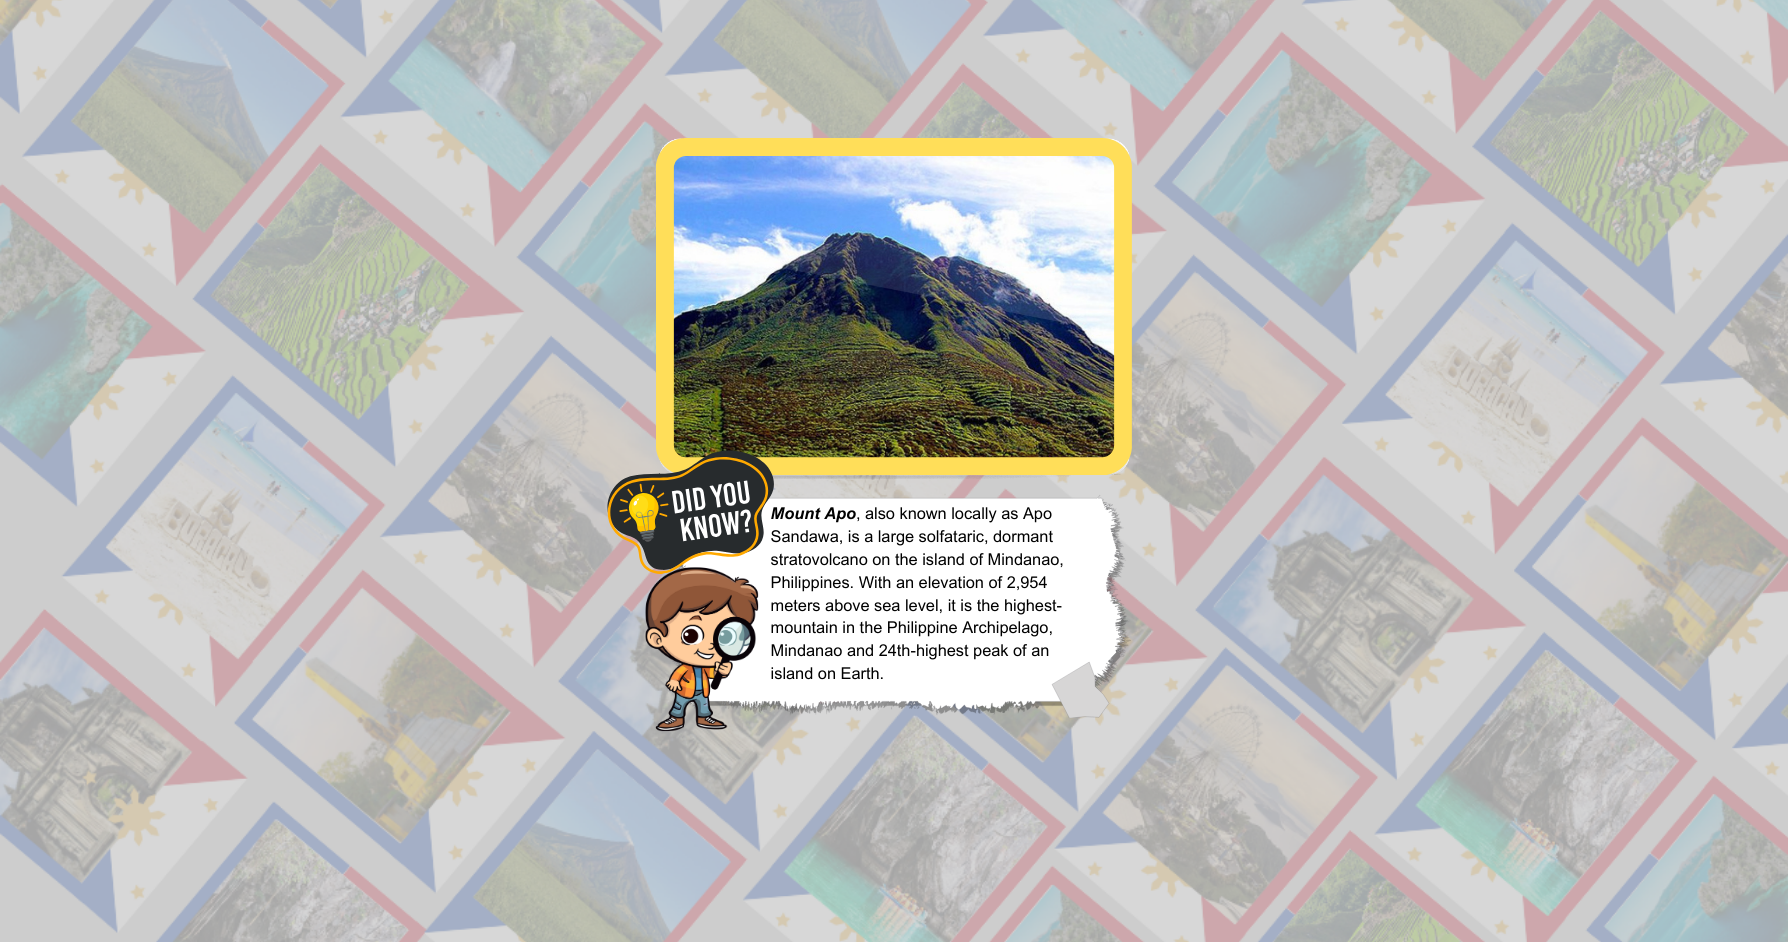 DID YOU
KNOW?
Mount Apo, also known locally as Apo
Sandawa, is a large solfataric, dormant
stratovolcano on the island of Mindanao,
Philippines. With an elevation of 2,954
meters above sea level, it is the highest-
mountain in the Philippine Archipelago,
Mindanao and 24th-highest peak of an
island on Earth.